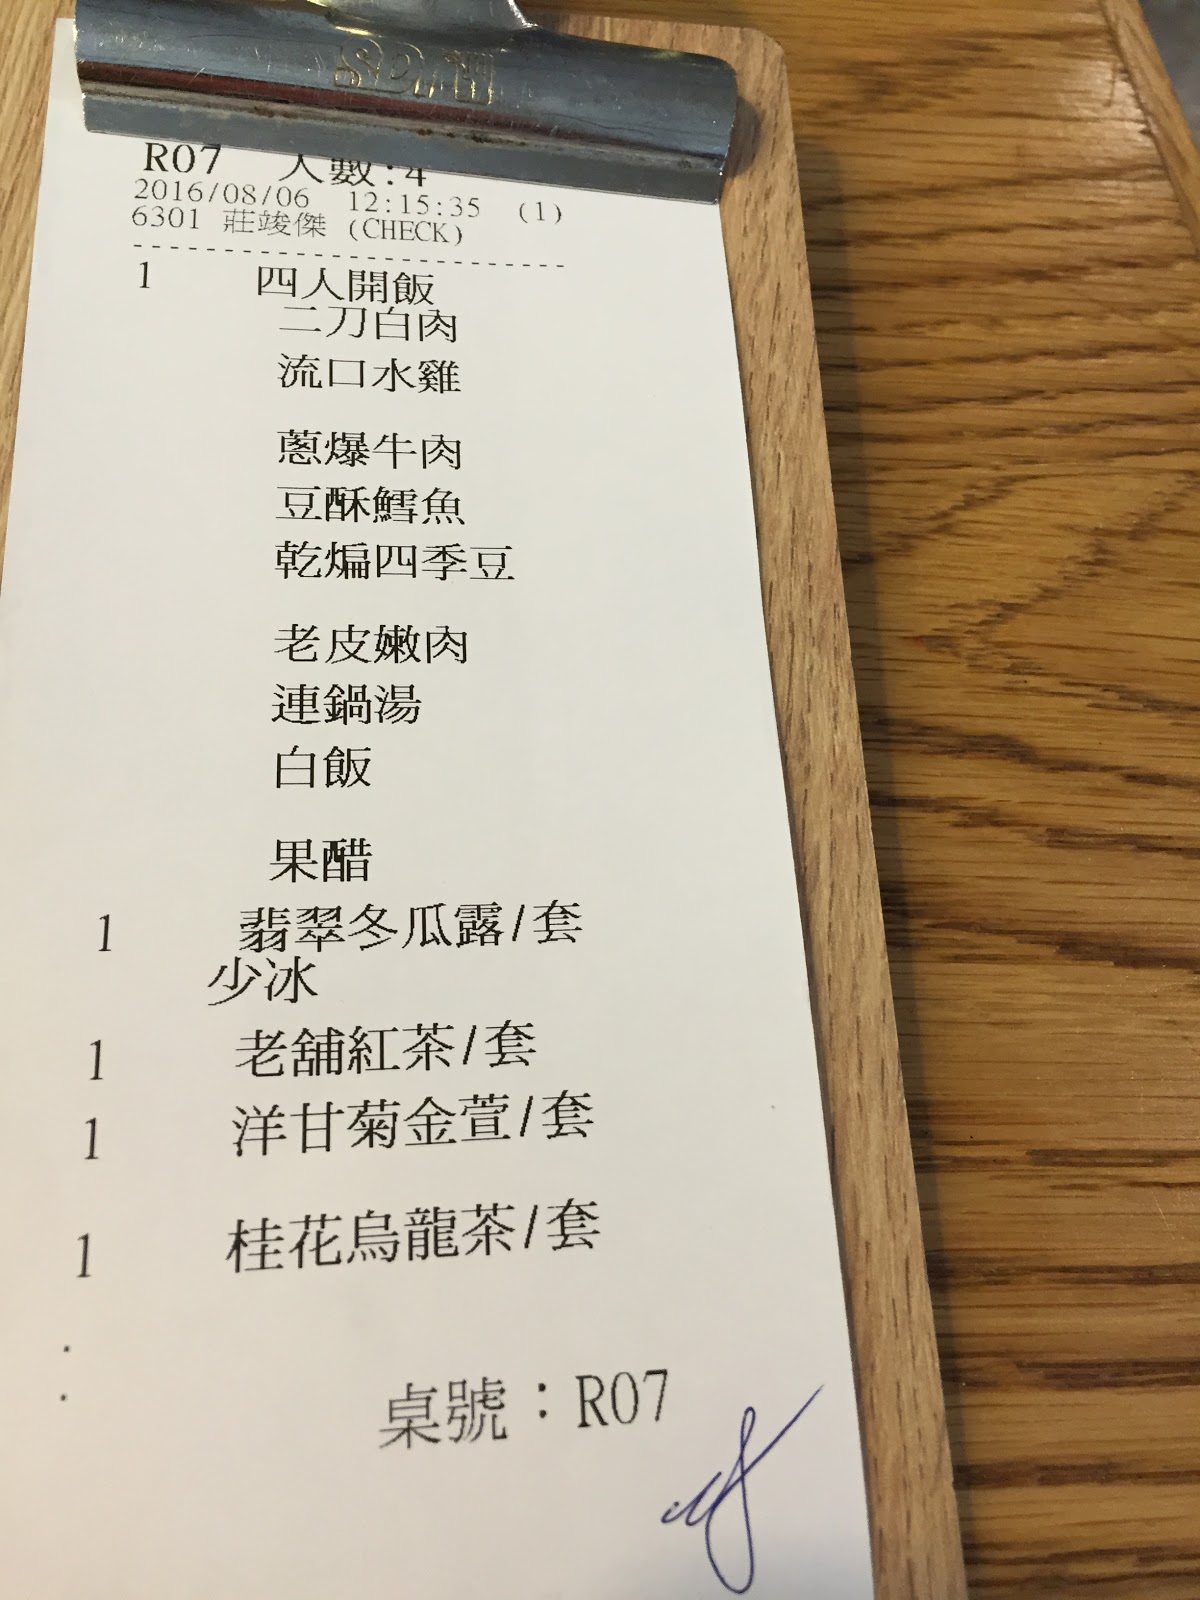 R07 人數:4
2016/08/06 12:15:35 (1)
6301 莊竣傑 (CHECK)
------------------------
1 四人開飯
二刀白肉
流口水雞
蔥爆牛肉
豆酥鱈魚
乾煸四季豆
老皮嫩肉
連鍋湯
白飯
果醋
1 翡翠冬瓜露/套
少冰
1 老舖紅茶/套
1 洋甘菊金萱/套
1 桂花烏龍茶/套
.
.
桌號：R07